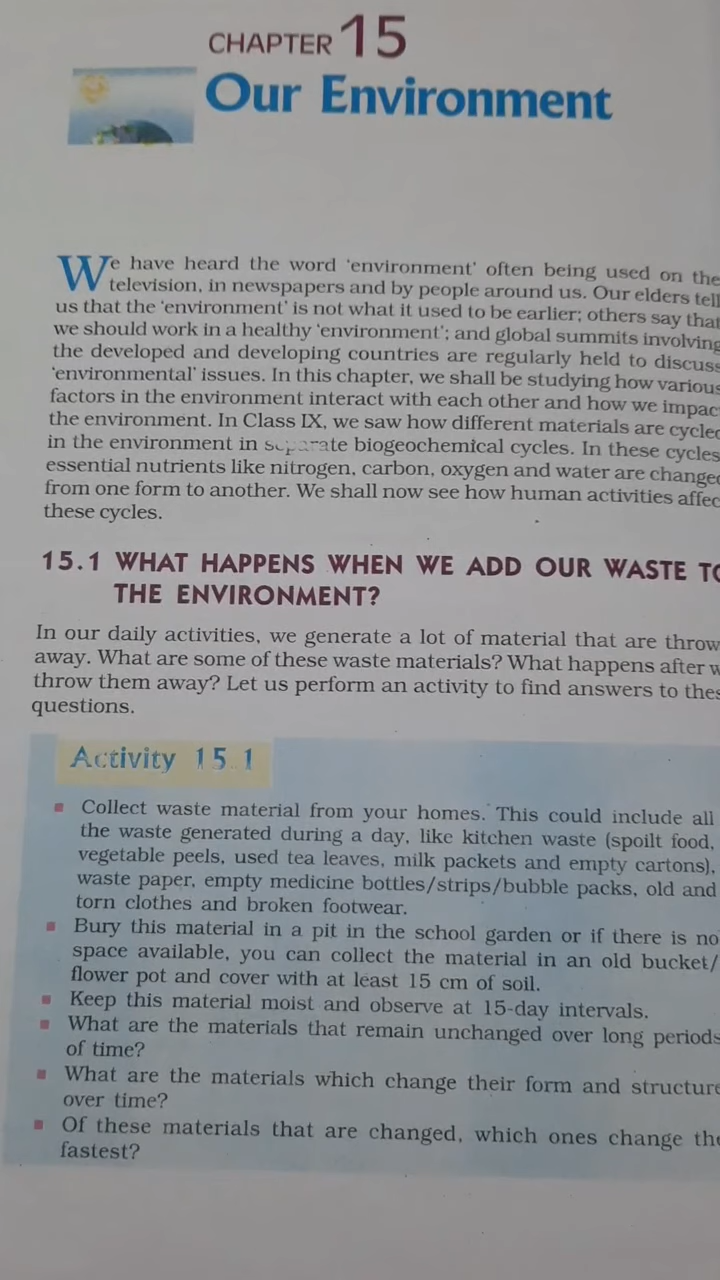 CHAPTER 15
Our Environment
We have heard the word 'environment' often being used on the
television, in newspapers and by people around us. Our elders tell
us that the 'environment' is not what it used to be earlier; others say that
we should work in a healthy 'environment'; and global summits involving
the developed and developing countries are regularly held to discuss
'environmental' issues. In this chapter, we shall be studying how various
factors in the environment interact with each other and how we impac
the environment. In Class IX, we saw how different materials are cycled
in the environment in separate biogeochemical cycles. In these cycles
essential nutrients like nitrogen, carbon, oxygen and water are changed
from one form to another. We shall now see how human activities affec
these cycles.
15.1 WHAT HAPPENS WHEN WE ADD OUR WASTE TO
THE ENVIRONMENT?
In our daily activities, we generate a lot of material that are throw
away. What are some of these waste materials? What happens after w
throw them away? Let us perform an activity to find answers to thes
questions.
Activity 15.1
Collect waste material from your homes. This could include all
the waste generated during a day, like kitchen waste (spoilt food,
vegetable peels, used tea leaves, milk packets and empty cartons),
waste paper, empty medicine bottles/strips/bubble packs, old and
torn clothes and broken footwear.
Bury this material in a pit in the school garden or if there is no
space available, you can collect the material in an old bucket/
flower pot and cover with at least 15 cm of soil.
Keep this material moist and observe at 15-day intervals.
What are the materials that remain unchanged over long periods
of time?
What are the materials which change their form and structure
over time?
Of these materials that are changed, which ones change the
fastest?